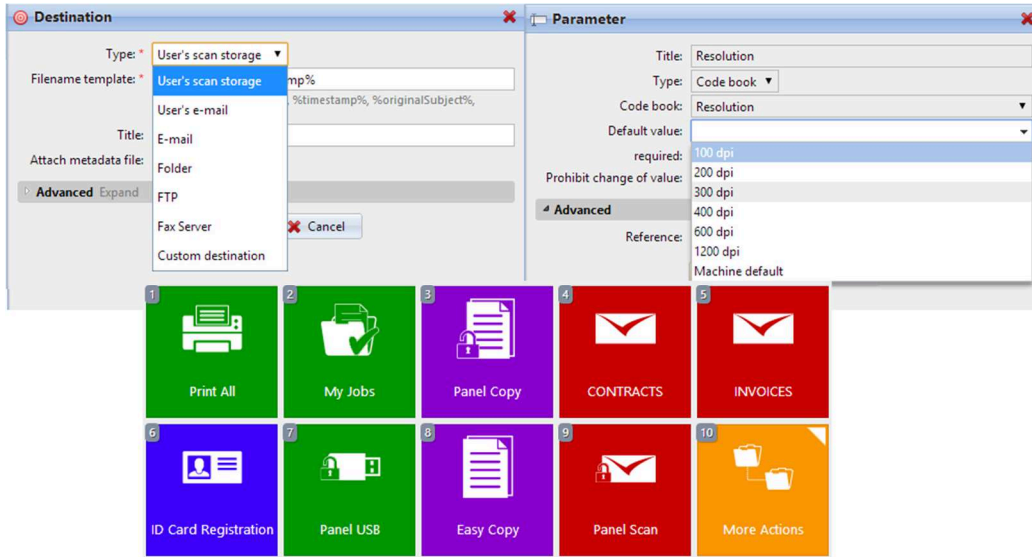 Destination
Type: * User's scan storage
Filename template: * mp%
, %timestamp%, %originalSubject%,
Title:
Attach metadata file:
Advanced Expand
Cancel
User's scan storage
User's e-mail
E-mail
Folder
FTP
Fax Server
Custom destination
Parameter
Title: Resolution
Type: Code book
Code book: Resolution
Default value:
required:
Prohibit change of value:
Advanced
Reference:
100 dpi
200 dpi
300 dpi
400 dpi
600 dpi
1200 dpi
Machine default
1
Print All
2
My Jobs
3
Panel Copy
4
CONTRACTS
5
INVOICES
6
ID Card Registration
7
Panel USB
8
Easy Copy
9
Panel Scan
10
More Actions